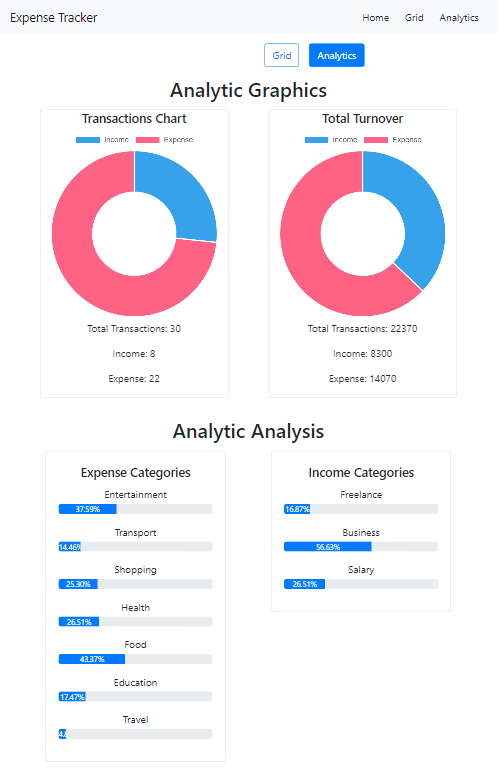 Expense Tracker
Home Grid Analytics
Grid Analytics
Analytic Graphics
Transactions Chart
Income Expense
Total Transactions: 30
Income: 8
Expense: 22
Total Turnover
Income Expense
Total Transactions: 22370
Income: 8300
Expense: 14070
Analytic Analysis
Expense Categories
Entertainment
37.59%
Transport
14.46%
Shopping
25.30%
Health
26.51%
Food
43.37%
Education
17.47%
Travel
Income Categories
Freelance
16.87%
Business
56.63%
Salary
26.51%